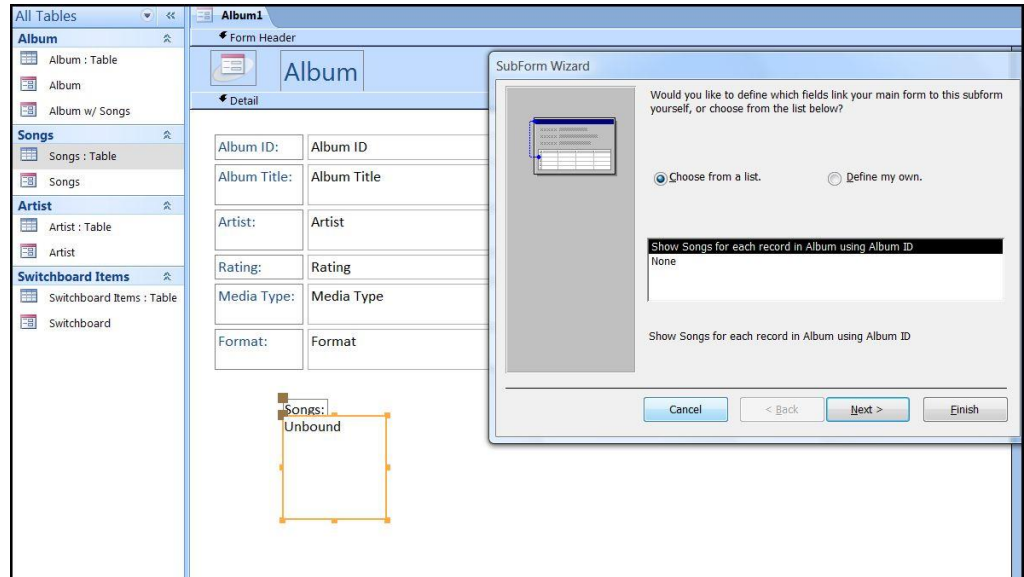 All Tables
Album
Album : Table
Album
Album w/ Songs
Songs
Songs : Table
Songs
Artist
Artist : Table
Artist
Switchboard Items
Switchboard Items : Table
Switchboard
Album1
Form Header
Album
Detail
Album ID: Album ID
Album Title: Album Title
Artist: Artist
Rating: Rating
Media Type: Media Type
Format: Format
Songs:
Unbound
SubForm Wizard
Would you like to define which fields link your main form to this subform
yourself, or choose from the list below?
Choose from a list. Define my own.
Show Songs for each record in Album using Album ID
None
Show Songs for each record in Album using Album ID
Cancel < Back Next > Finish